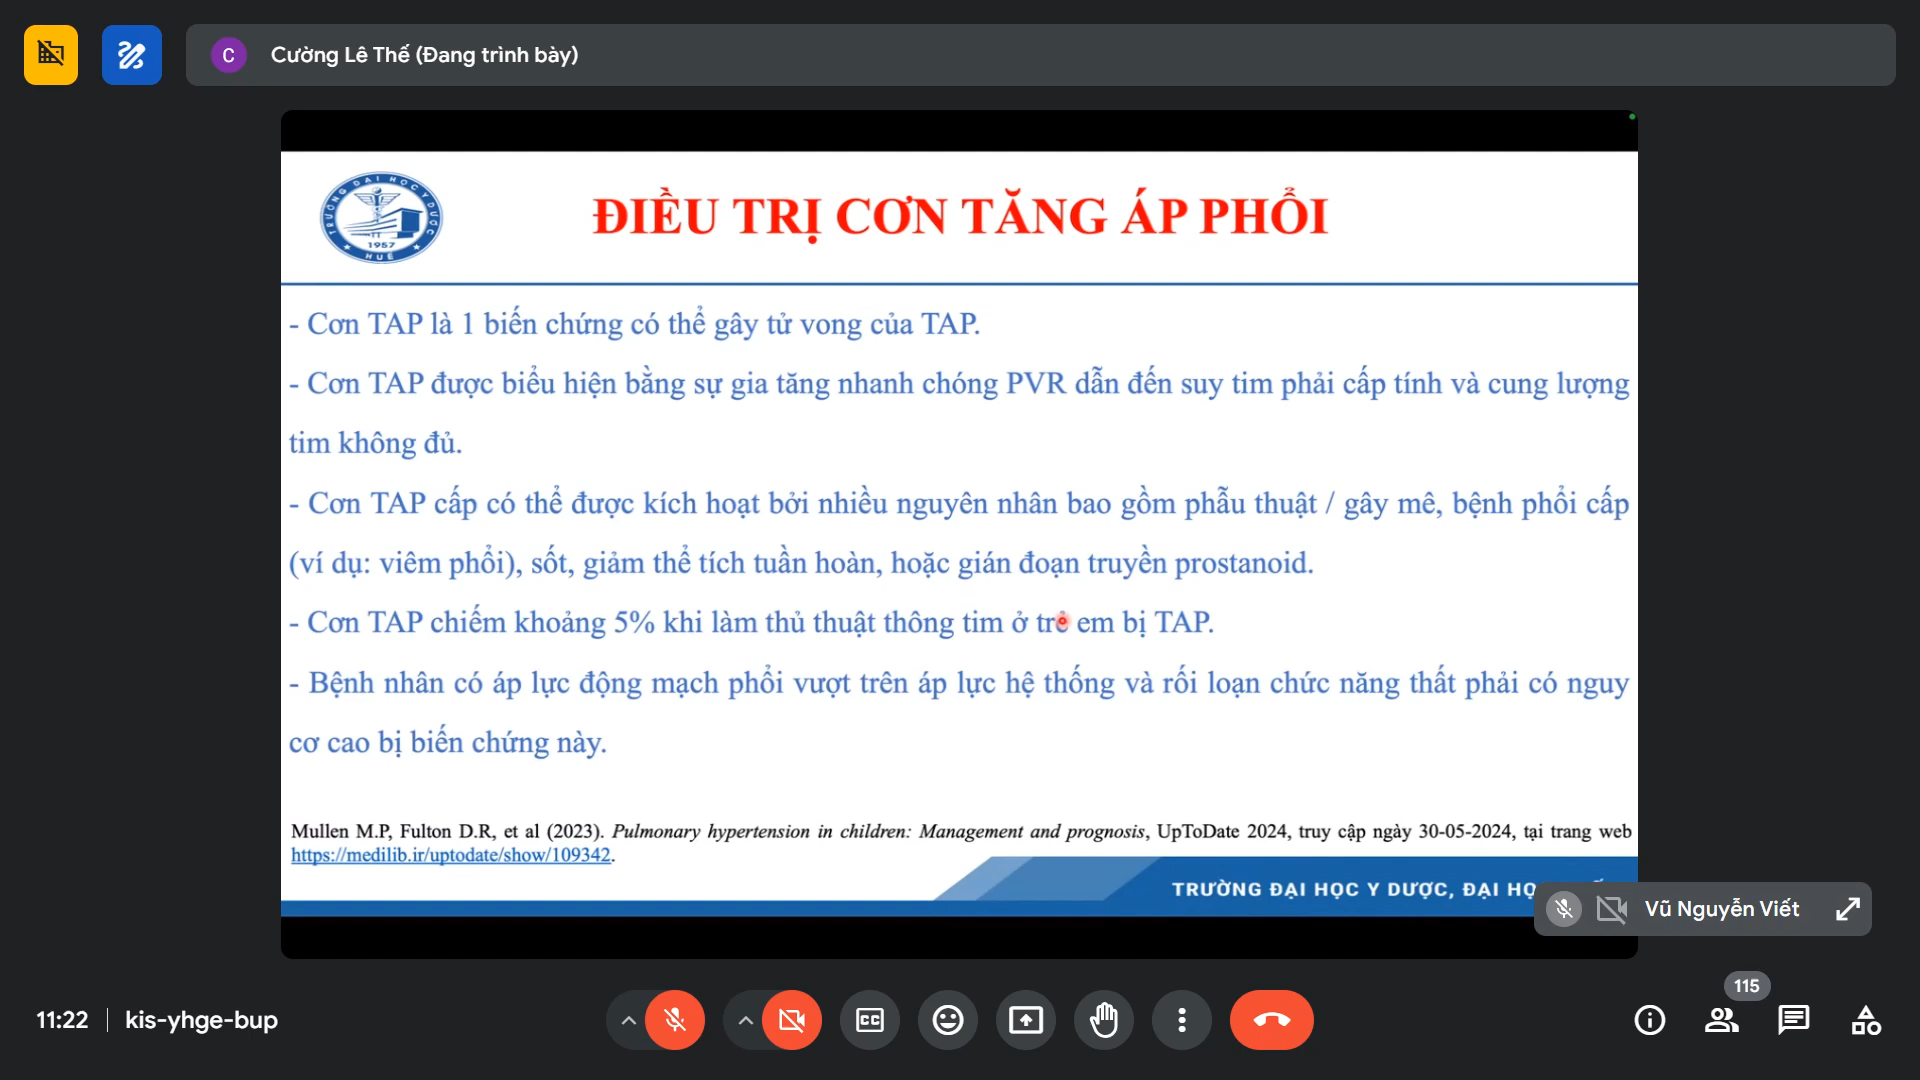 C Cường Lê Thế (Đang trình bày)
TRƯỜNG ĐẠI HỌC Y DƯỢC
1957
HUẾ
ĐIỀU TRỊ CƠN TĂNG ÁP PHỔI
- Cơn TAP là 1 biến chứng có thể gây tử vong của TAP.
- Cơn TAP được biểu hiện bằng sự gia tăng nhanh chóng PVR dẫn đến suy tim phải cấp tính và cung lượng
tim không đủ.
- Cơn TAP cấp có thể được kích hoạt bởi nhiều nguyên nhân bao gồm phẫu thuật / gây mê, bệnh phổi cấp
(ví dụ: viêm phổi), sốt, giảm thể tích tuần hoàn, hoặc gián đoạn truyền prostanoid.
- Cơn TAP chiếm khoảng 5% khi làm thủ thuật thông tim ở trẻ em bị TAP.
- Bệnh nhân có áp lực động mạch phổi vượt trên áp lực hệ thống và rối loạn chức năng thất phải có nguy
cơ cao bị biến chứng này.
Mullen M.P, Fulton D.R, et al (2023). Pulmonary hypertension in children: Management and prognosis, UpToDate 2024, truy cập ngày 30-05-2024, tại trang web
https://medilib.ir/uptodate/show/109342.
TRƯỜNG ĐẠI HỌC Y DƯỢC, ĐẠI
Vũ Nguyễn Viết
11:22 kis-yhge-bup
CC
115